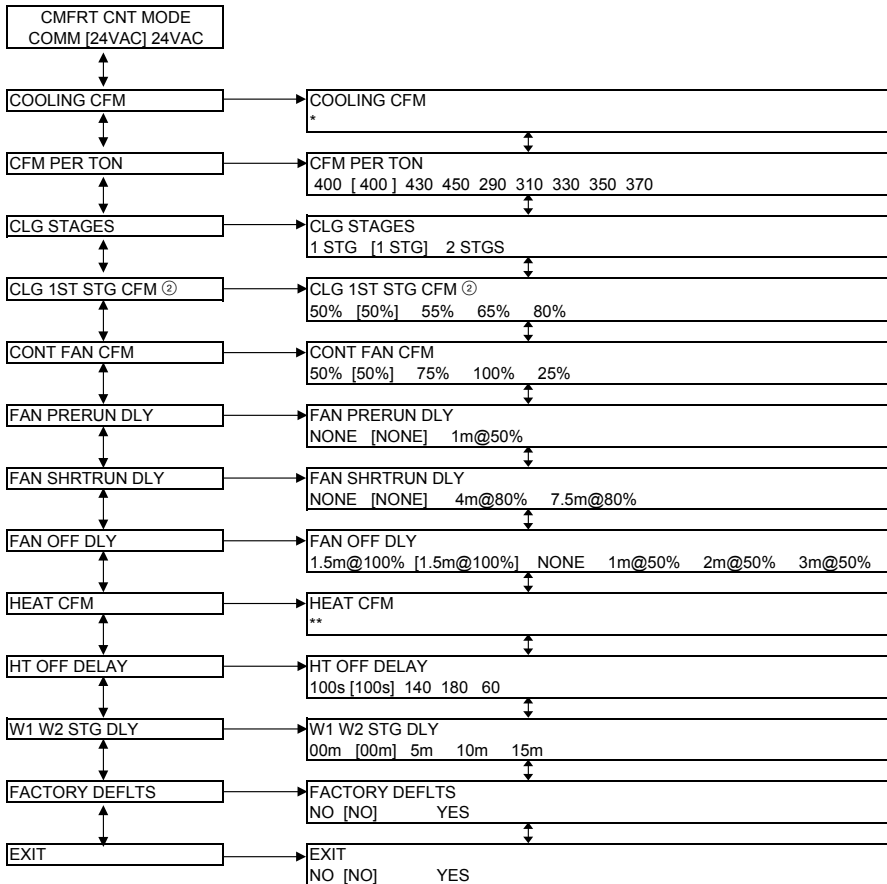 CMFRT CNT MODE
COMM [24VAC] 24VAC
COOLING CFM
COOLING CFM
*
CFM PER TON
CFM PER TON
400 [ 400 ] 430 450 290 310 330 350 370
CLG STAGES
CLG STAGES
1 STG [1 STG] 2 STGS
CLG 1ST STG CFM ②
CLG 1ST STG CFM ②
50% [50%] 55% 65% 80%
CONT FAN CFM
CONT FAN CFM
50% [50%] 75% 100% 25%
FAN PRERUN DLY
FAN PRERUN DLY
NONE [NONE] 1m@50%
FAN SHRTRUN DLY
FAN SHRTRUN DLY
NONE [NONE] 4m@80% 7.5m@80%
FAN OFF DLY
FAN OFF DLY
1.5m@100% [1.5m@100%] NONE 1m@50% 2m@50% 3m@50%
HEAT CFM
HEAT CFM
**
HT OFF DELAY
HT OFF DELAY
100s [100s] 140 180 60
W1 W2 STG DLY
W1 W2 STG DLY
00m [00m] 5m 10m 15m
FACTORY DEFLTS
FACTORY DEFLTS
NO [NO] YES
EXIT
EXIT
NO [NO] YES